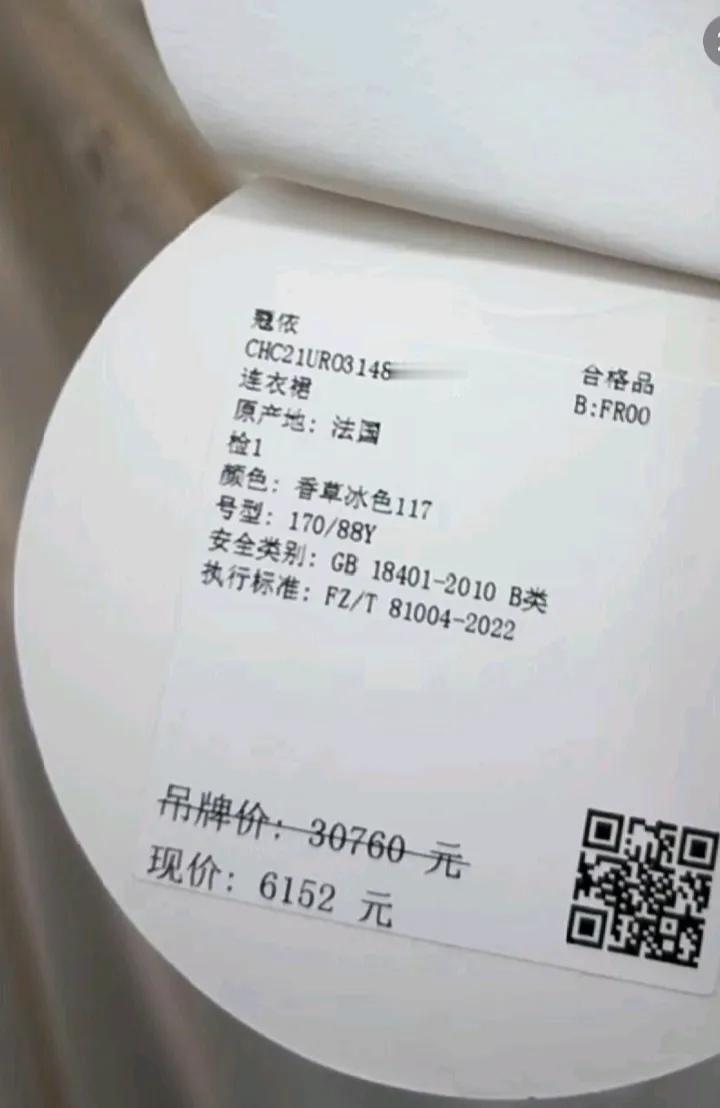 冠依
CHC21UR03148
连衣裙
原产地: 法国
检1
颜色: 香草冰色117
号型: 170/88Y
安全类别: GB 18401-2010 B类
执行标准: FZ/T 81004-2022
合格品
B:FR00
吊牌价: 30760 元
现价: 6152 元